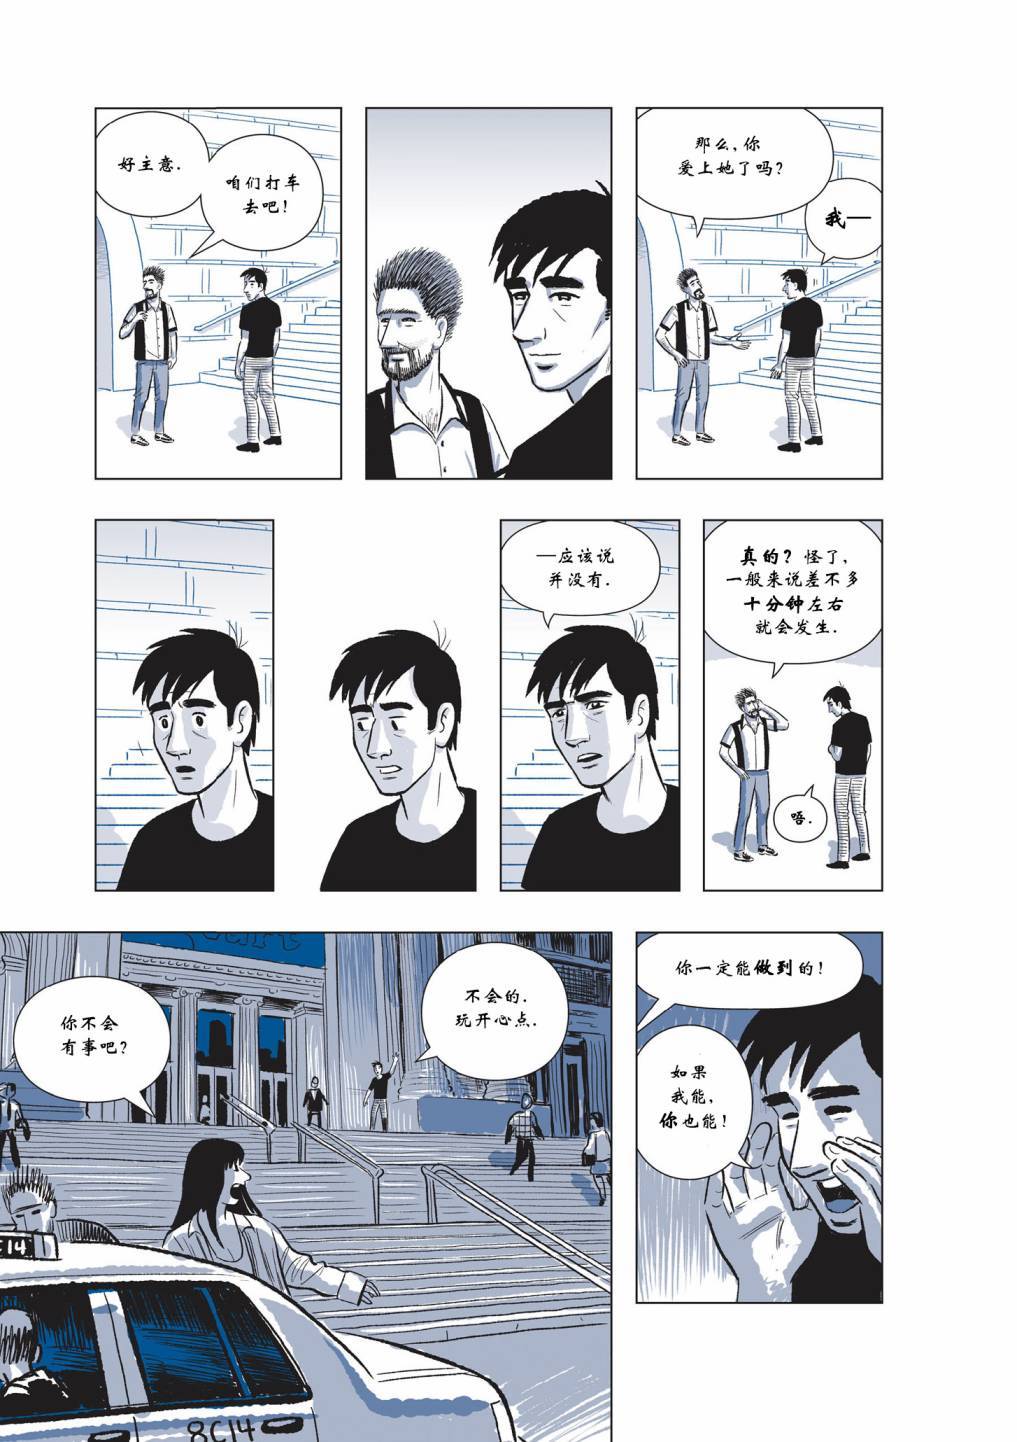 好主意.
咱们打车
去吧!
那么,你
爱上她了吗?
我—
—应该说
并没有.
真的? 怪了,
一般来说差不多
十分钟左右
就会发生.
唔.
你不会
有事吧?
不会的.
玩开心点.
8C14
你一定能做到的!
如果
我能,
你也能!